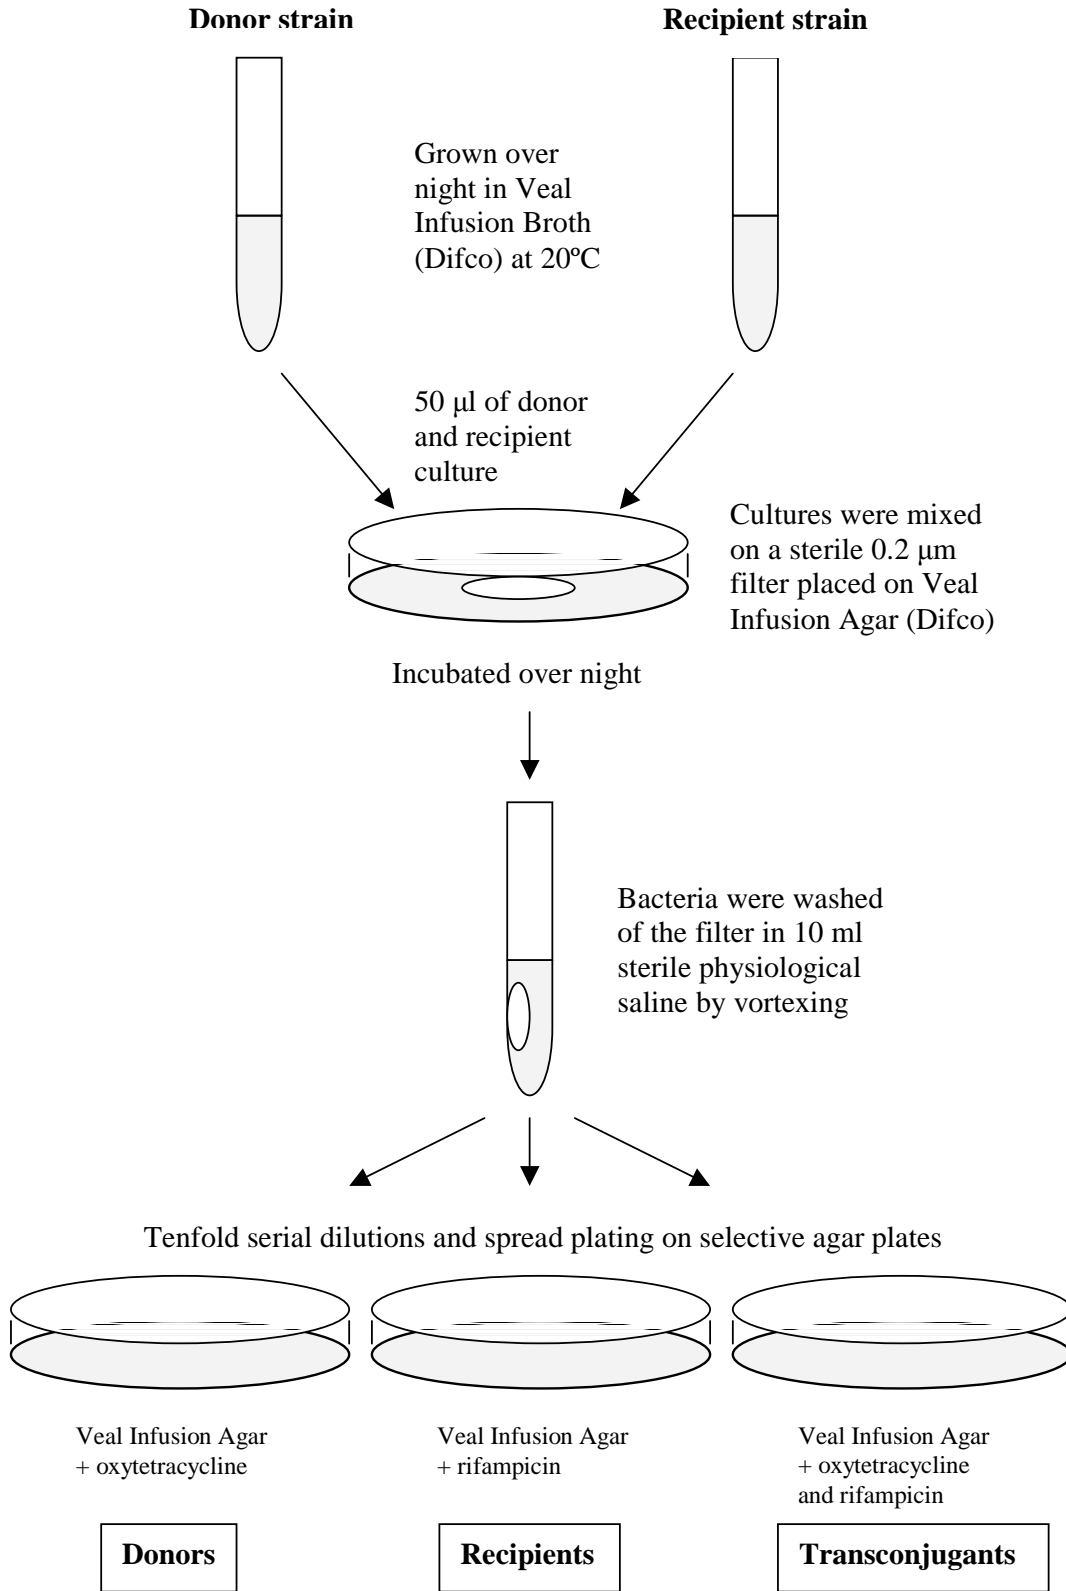 Donor strain
Recipient strain
Grown over
night in Veal
Infusion Broth
(Difco) at 20ºC
50 μl of donor
and recipient
culture
Cultures were mixed
on a sterile 0.2 μm
filter placed on Veal
Infusion Agar (Difco)
Incubated over night
Bacteria were washed
of the filter in 10 ml
sterile physiological
saline by vortexing
Tenfold serial dilutions and spread plating on selective agar plates
Veal Infusion Agar
+ oxytetracycline
Veal Infusion Agar
+ rifampicin
Veal Infusion Agar
+ oxytetracycline
and rifampicin
Donors
Recipients
Transconjugants